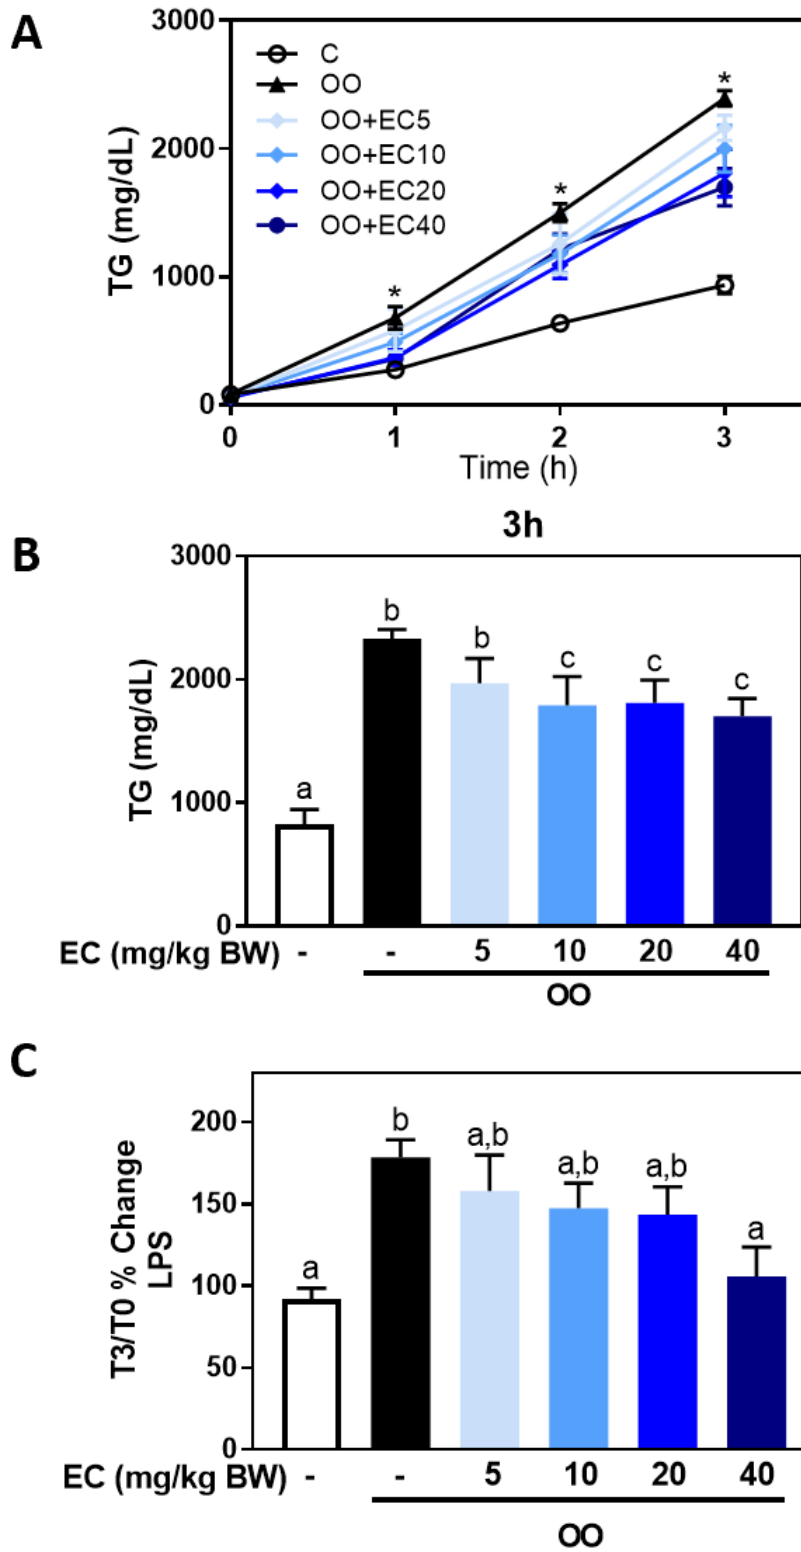 A
3000
2000
1000
0
TG (mg/dL)
C
OO
OO+EC5
OO+EC10
OO+EC20
OO+EC40
*
*
*
0
1
2
3
Time (h)
B
3h
3000
2000
1000
0
TG (mg/dL)
a
b
b
c
c
c
EC (mg/kg BW) - - 5 10 20 40
OO
C
200
150
100
50
0
T3/T0 % Change
LPS
a
b
a,b
a,b
a,b
a
EC (mg/kg BW) - - 5 10 20 40
OO